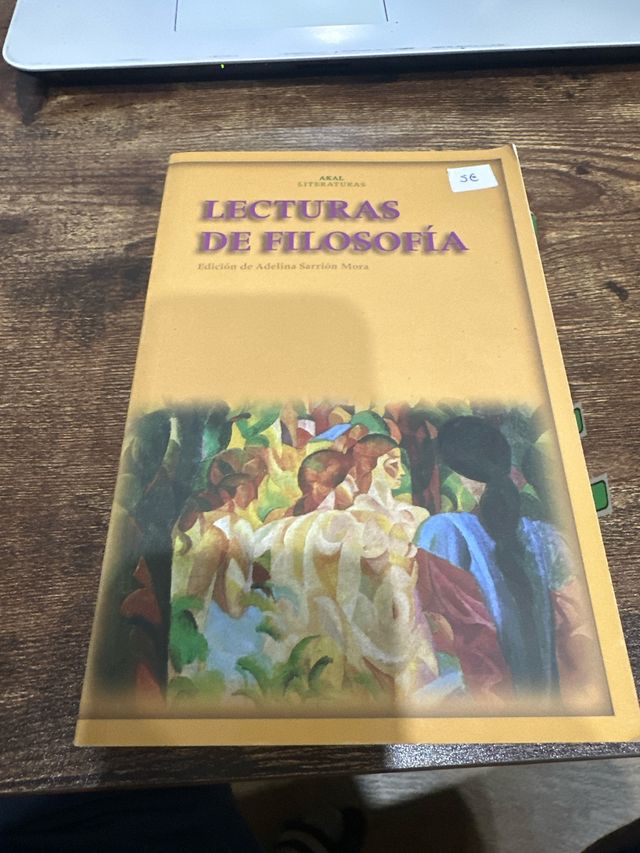 AKAL
LITERATURAS
5€
LECTURAS
DE FILOSOFÍA
Edición de Adelina Sarrión Mora